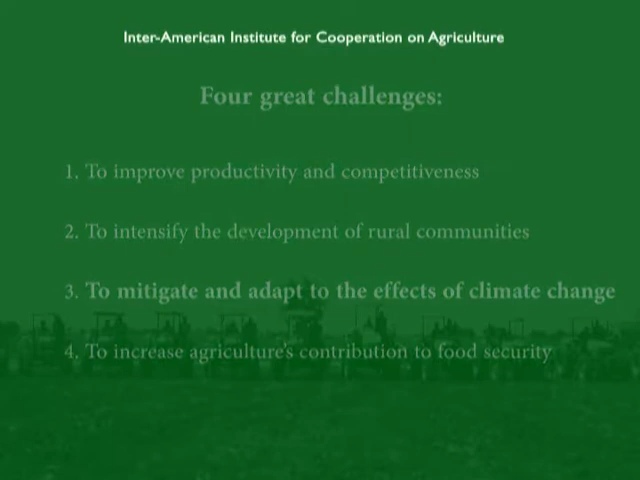 Inter-American Institute for Cooperation on Agriculture
Four great challenges:
1. To improve productivity and competitiveness
2. To intensify the development of rural communities
3. To mitigate and adapt to the effects of climate change
4. To increase agriculture's contribution to food security